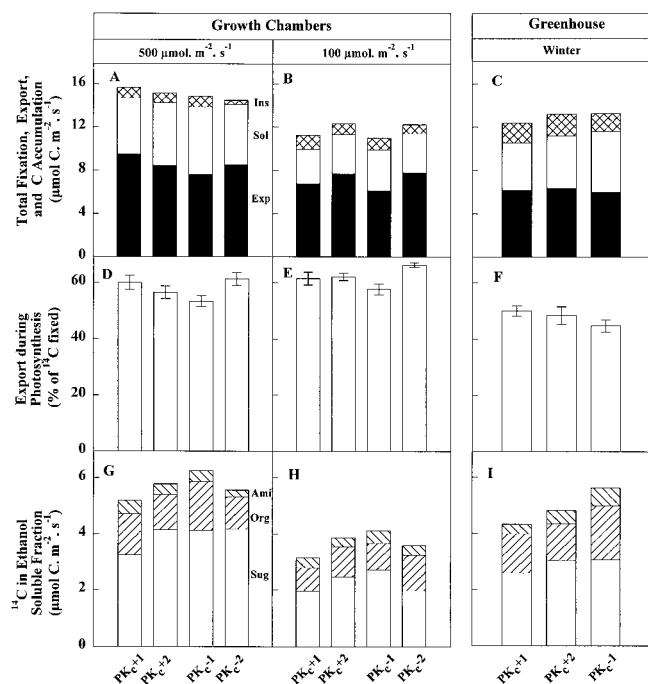 Growth Chambers
Greenhouse
500 μmol. m⁻². s⁻¹
100 μmol. m⁻². s⁻¹
Winter
Total Fixation, Export,
and C Accumulation
(μmol C. m⁻². s⁻¹)
16
12
8
4
0
A
Ins
Sol
Exp
B
C
Export during
Photosynthesis
(% of ¹⁴C fixed)
60
40
20
0
D
E
F
¹⁴C in Ethanol
Soluble Fraction
(μmol C. m⁻². s⁻¹)
6
4
2
0
G
Ami
Org
Sug
H
I
PKc+1
PKc+2
PKc-1
PKc-2
PKc+1
PKc+2
PKc-1
PKc-2
PKc+1
PKc+2
PKc-1